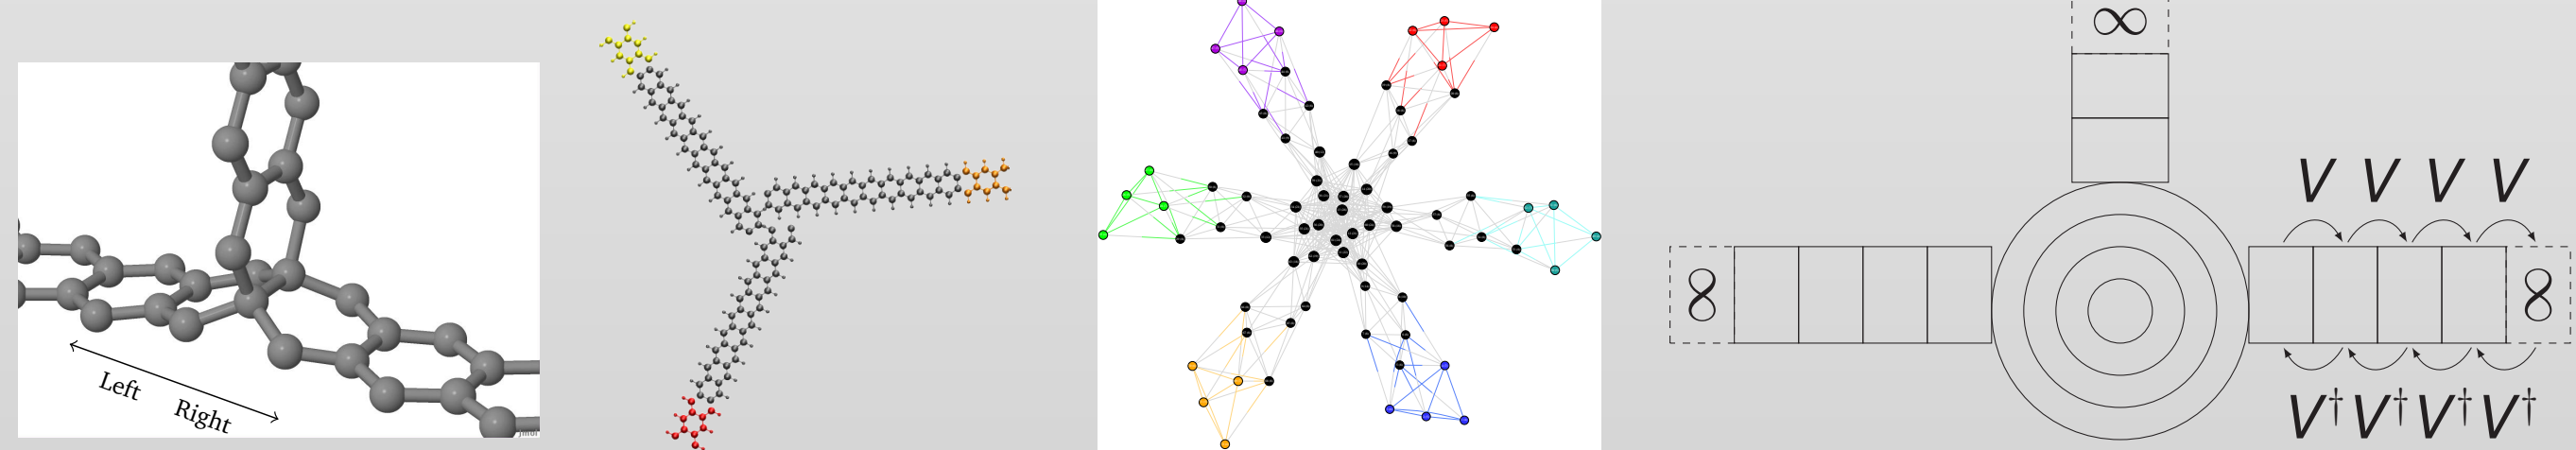 Left
Right
∞
V V V V
∞
∞
V† V† V† V†